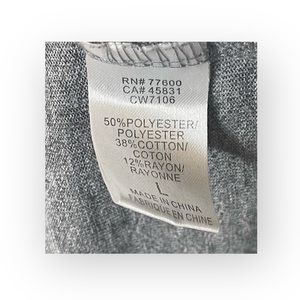 RN# 77600
CA# 45831
CW7106
50%POLYESTER/
POLYESTER
38%COTTON/
COTON
12%RAYON/
RAYONNE
L
MADE IN CHINA
FABRIQUE EN CHINE